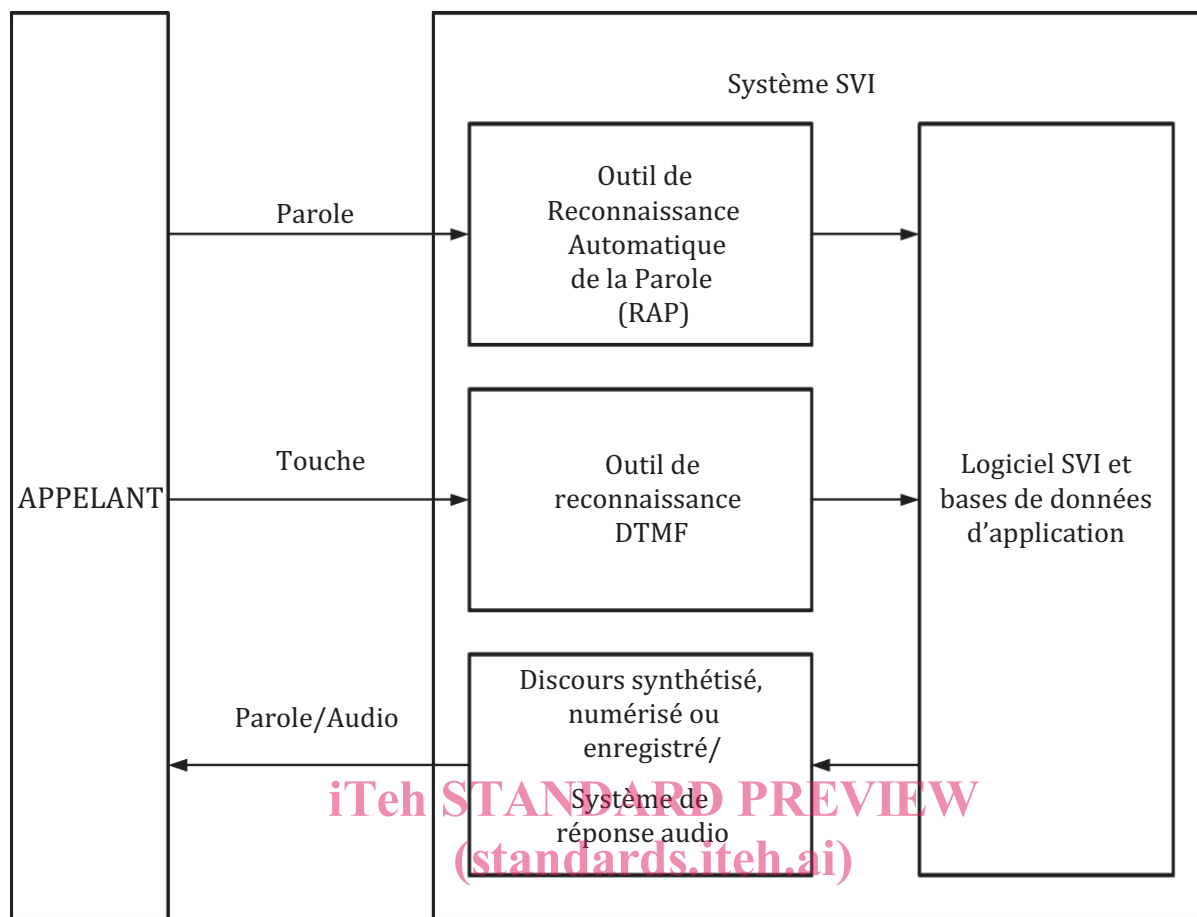 Système SVI
Outil de
Reconnaissance
Automatique
de la Parole
(RAP)
Parole
Touche
APPELANT
Outil de
reconnaissance
DTMF
Logiciel SVI et
bases de données
d’application
Parole/Audio
Discours synthétisé,
numérisé ou
enregistré/
Système de
réponse audio
iTeh STANDARD PREVIEW
(standards.iteh.ai)